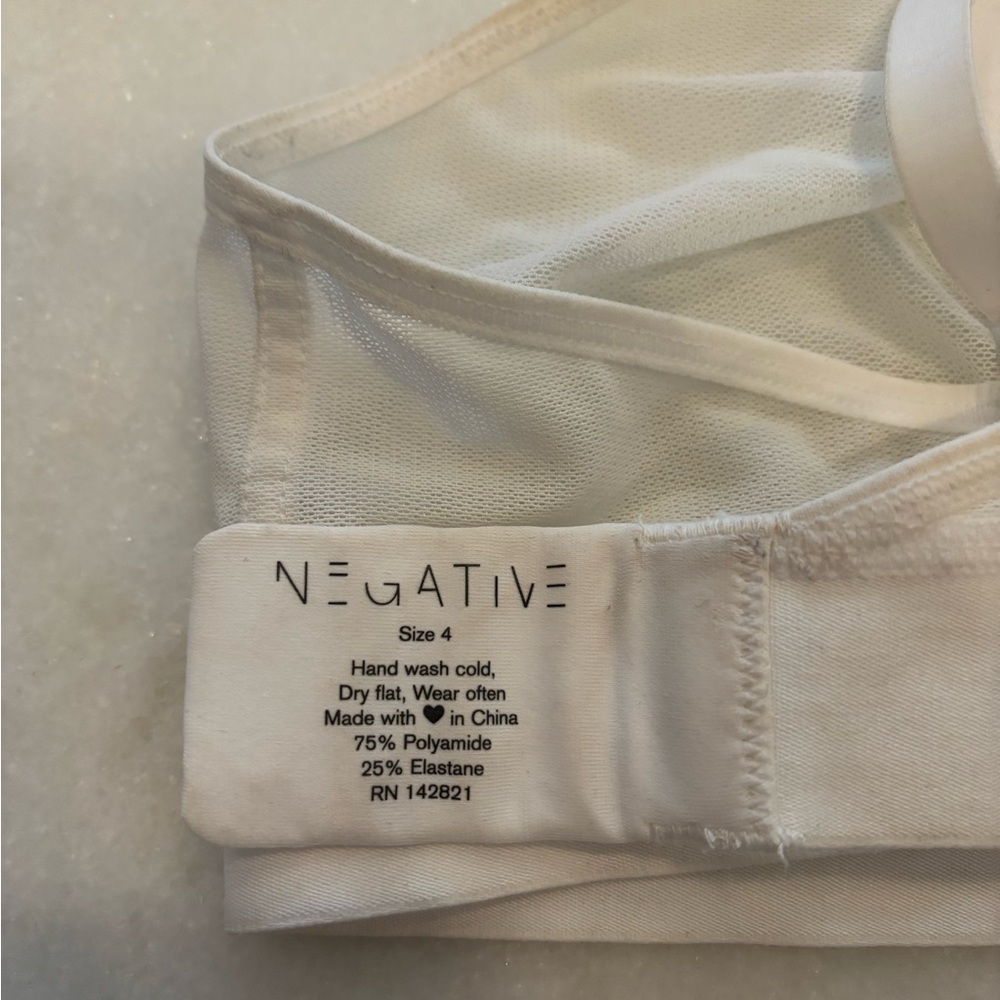 NEGATIVE
Size 4
Hand wash cold,
Dry flat, Wear often
Made with ♥ in China
75% Polyamide
25% Elastane
RN 142821